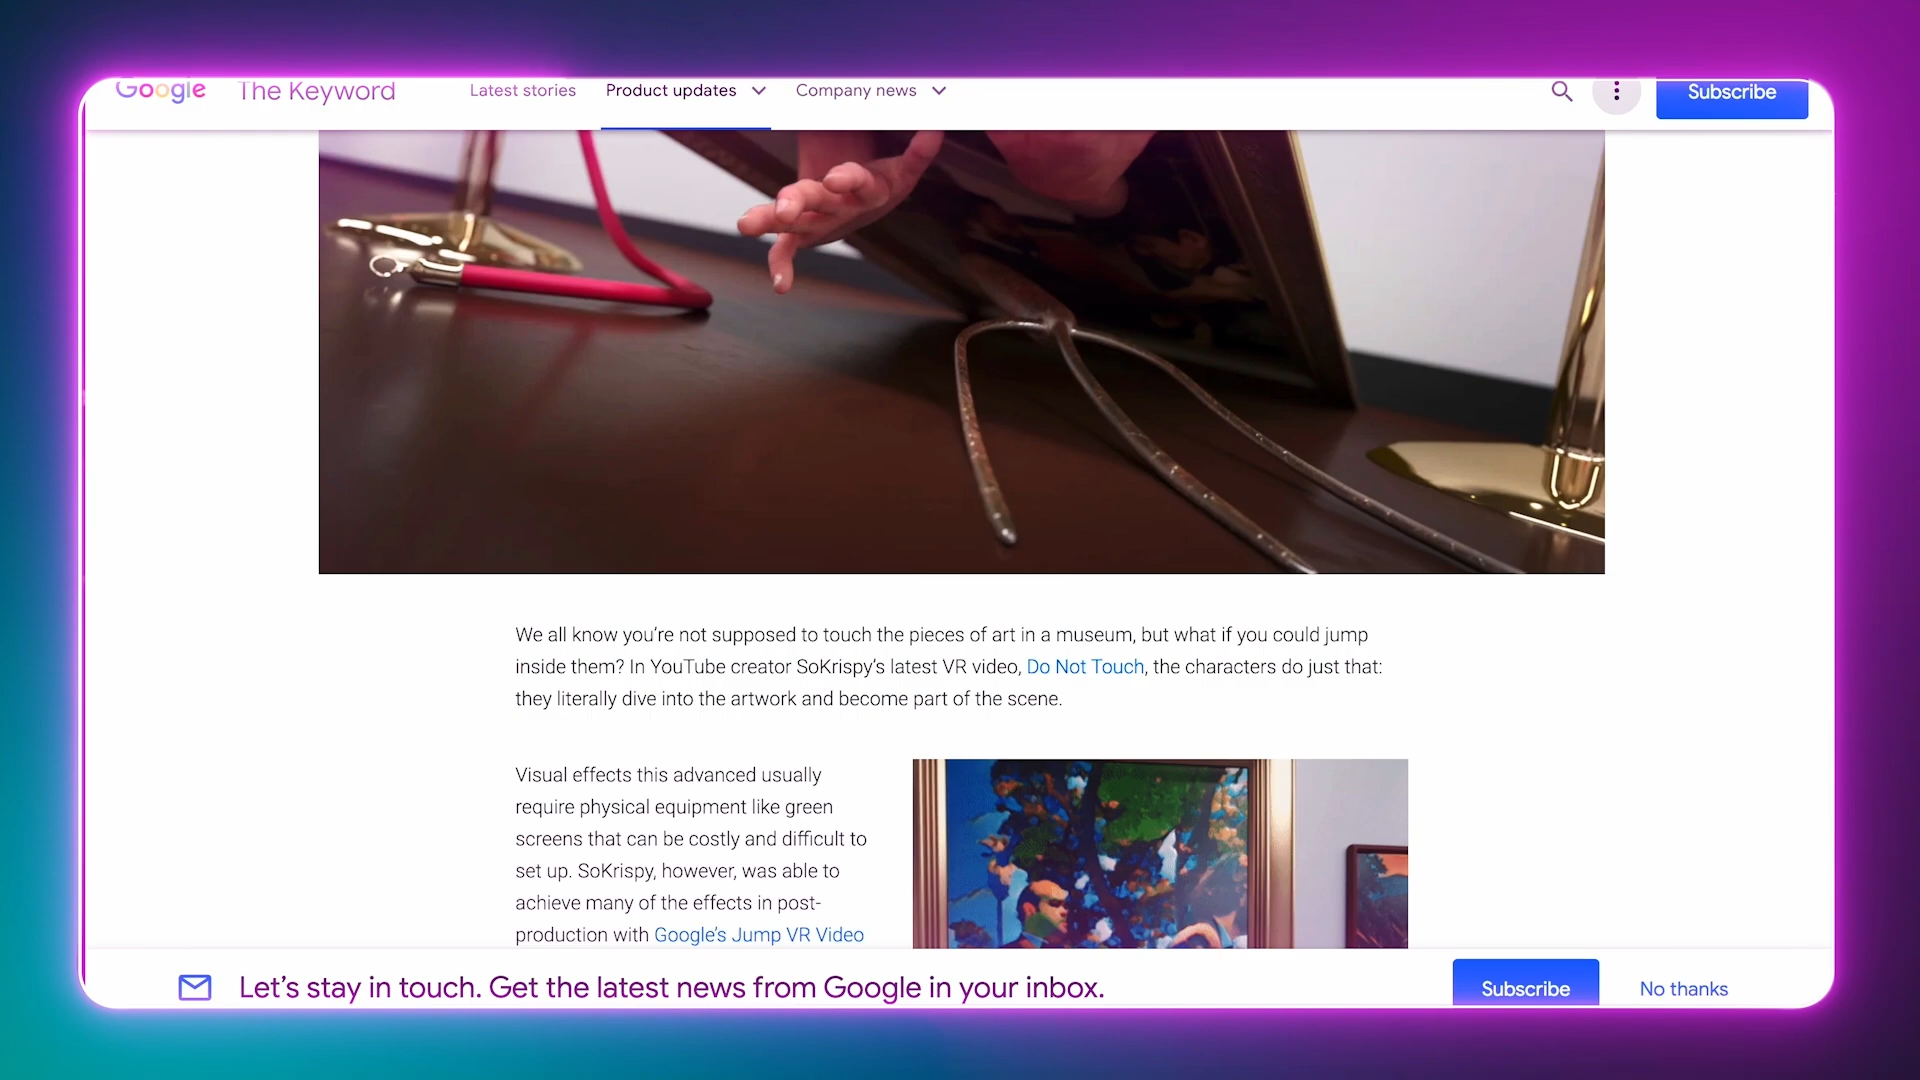 Google The Keyword Latest stories Product updates Company news Subscribe
We all know you’re not supposed to touch the pieces of art in a museum, but what if you could jump
inside them? In YouTube creator SoKrispy’s latest VR video, Do Not Touch, the characters do just that:
they literally dive into the artwork and become part of the scene.
Visual effects this advanced usually
require physical equipment like green
screens that can be costly and difficult to
set up. SoKrispy, however, was able to
achieve many of the effects in post-
production with Google’s Jump VR Video
Let’s stay in touch. Get the latest news from Google in your inbox. Subscribe No thanks